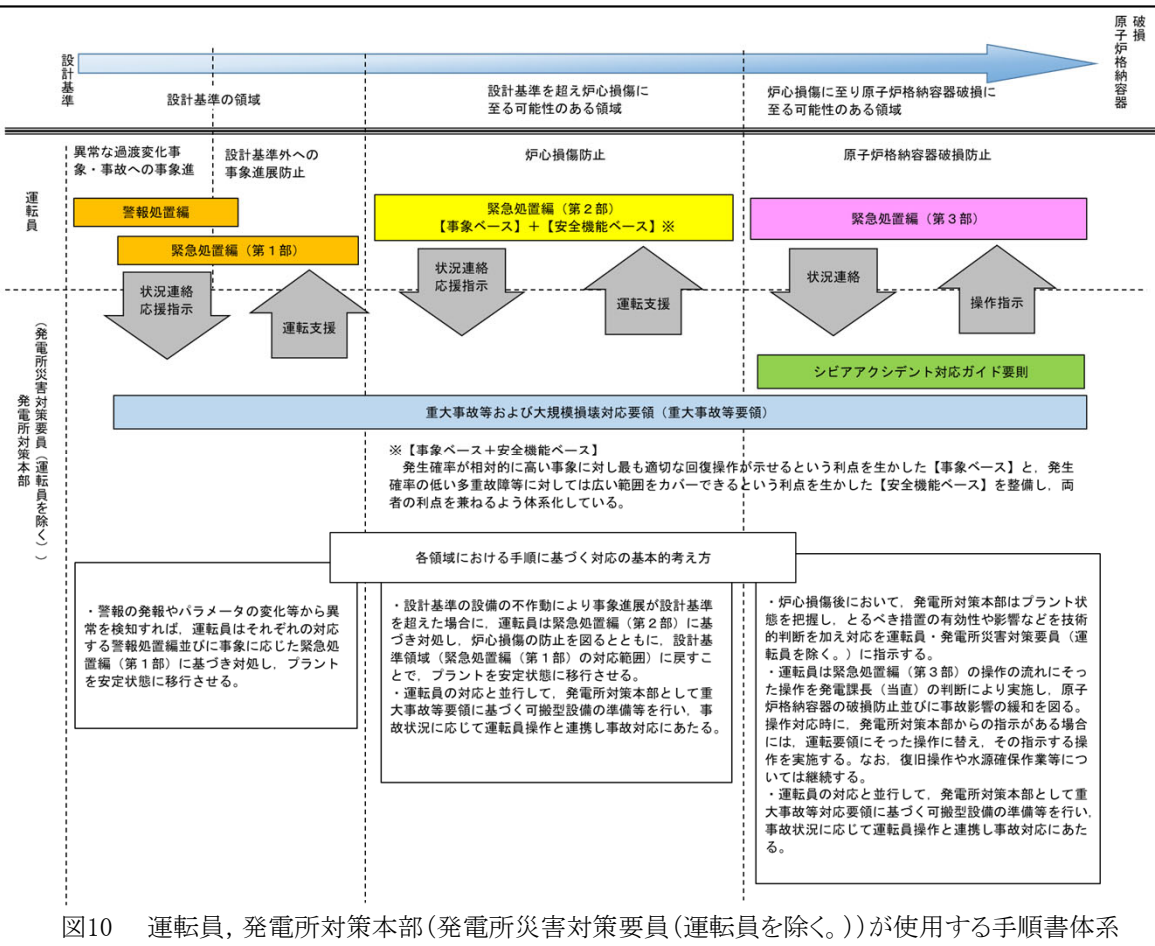 設計基準
原子炉格納容器
破損
設計基準の領域
設計基準を超え炉心損傷に
至る可能性のある領域
炉心損傷に至り原子炉格納容器破損に
至る可能性のある領域
異常な過渡変化事
象・事故への事象進
設計基準外への
事象進展防止
炉心損傷防止
原子炉格納容器破損防止
運転員
警報処置編
緊急処置編(第1部)
緊急処置編(第2部)
【事象ベース】+【安全機能ベース】※
緊急処置編(第3部)
状況連絡
応援指示
運転支援
状況連絡
応援指示
運転支援
状況連絡
操作指示
発電所対策本部
(発電所災害対策要員(運転員を除く。))
シビアアクシデント対応ガイド要則
重大事故等および大規模損壊対応要領(重大事故等要領)
※【事象ベース+安全機能ベース】
発生確率が相対的に高い事象に対し最も適切な回復操作が示せるという利点を生かした【事象ベース】と,発生
確率の低い多重故障等に対しては広い範囲をカバーできるという利点を生かした【安全機能ベース】を整備し,両
者の利点を兼ねるよう体系化している。
各領域における手順に基づく対応の基本的考え方
・警報の発報やパラメータの変化等から異
常を検知すれば,運転員はそれぞれの対応
する警報処置編並びに事象に応じた緊急処
置編(第1部)に基づき対処し,プラント
を安定状態に移行させる。
・設計基準の設備の不作動により事象進展が設計基準
を超えた場合に,運転員は緊急処置編(第2部)に基
づき対処し,炉心損傷の防止を図るとともに,設計基
準領域(緊急処置編(第1部)の対応範囲)に戻すこ
とで,プラントを安定状態に移行させる。
・運転員の対応と並行して,発電所対策本部として重
大事故等要領に基づく可搬型設備の準備等を行い,事
故状況に応じて運転員操作と連携し事故対応にあたる。
・炉心損傷後において,発電所対策本部はプラント状
態を把握し,とるべき措置の有効性や影響などを技術
的判断を加え対応を運転員・発電所災害対策要員(運
転員を除く。)に指示する。
・運転員は緊急処置編(第3部)の操作の流れにそっ
た操作を発電課長(当直)の判断により実施し,原子
炉格納容器の破損防止並びに事故影響の緩和を図る。
操作対応時に,発電所対策本部からの指示がある場合
には,運転要領にそった操作に替え,その指示する操
作を実施する。なお,復旧操作や水源確保作業等につ
いては継続する。
・運転員の対応と並行して,発電所対策本部として重
大事故等対応要領に基づく可搬型設備の準備等を行い,
事故状況に応じて運転員操作と連携し事故対応にあた
る。
図10 運転員,発電所対策本部(発電所災害対策要員(運転員を除く。))が使用する手順書体系